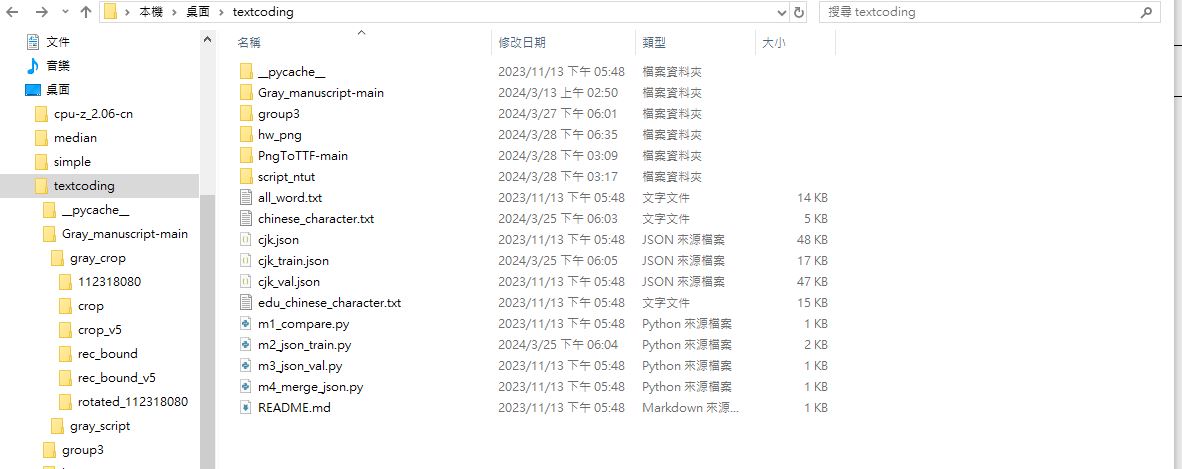 本機 › 桌面 › textcoding
搜尋 textcoding
文件
音樂
桌面
cpu-z_2.06-cn
median
simple
textcoding
__pycache__
Gray_manuscript-main
gray_crop
112318080
crop
crop_v5
rec_bound
rec_bound_v5
rotated_112318080
gray_script
group3
名稱 修改日期 類型 大小
__pycache__ 2023/11/13 下午 05:48 檔案資料夾
Gray_manuscript-main 2024/3/13 上午 02:50 檔案資料夾
group3 2024/3/27 下午 06:01 檔案資料夾
hw_png 2024/3/28 下午 06:35 檔案資料夾
PngToTTF-main 2024/3/28 下午 03:09 檔案資料夾
script_ntut 2024/3/28 下午 03:17 檔案資料夾
all_word.txt 2023/11/13 下午 05:48 文字文件 14 KB
chinese_character.txt 2024/3/25 下午 06:03 文字文件 5 KB
cjk.json 2023/11/13 下午 05:48 JSON 來源檔案 48 KB
cjk_train.json 2024/3/25 下午 06:05 JSON 來源檔案 17 KB
cjk_val.json 2023/11/13 下午 05:48 JSON 來源檔案 47 KB
edu_chinese_character.txt 2023/11/13 下午 05:48 文字文件 15 KB
m1_compare.py 2023/11/13 下午 05:48 Python 來源檔案 1 KB
m2_json_train.py 2024/3/25 下午 06:04 Python 來源檔案 2 KB
m3_json_val.py 2023/11/13 下午 05:48 Python 來源檔案 1 KB
m4_merge_json.py 2023/11/13 下午 05:48 Python 來源檔案 1 KB
README.md 2023/11/13 下午 05:48 Markdown 來源... 1 KB